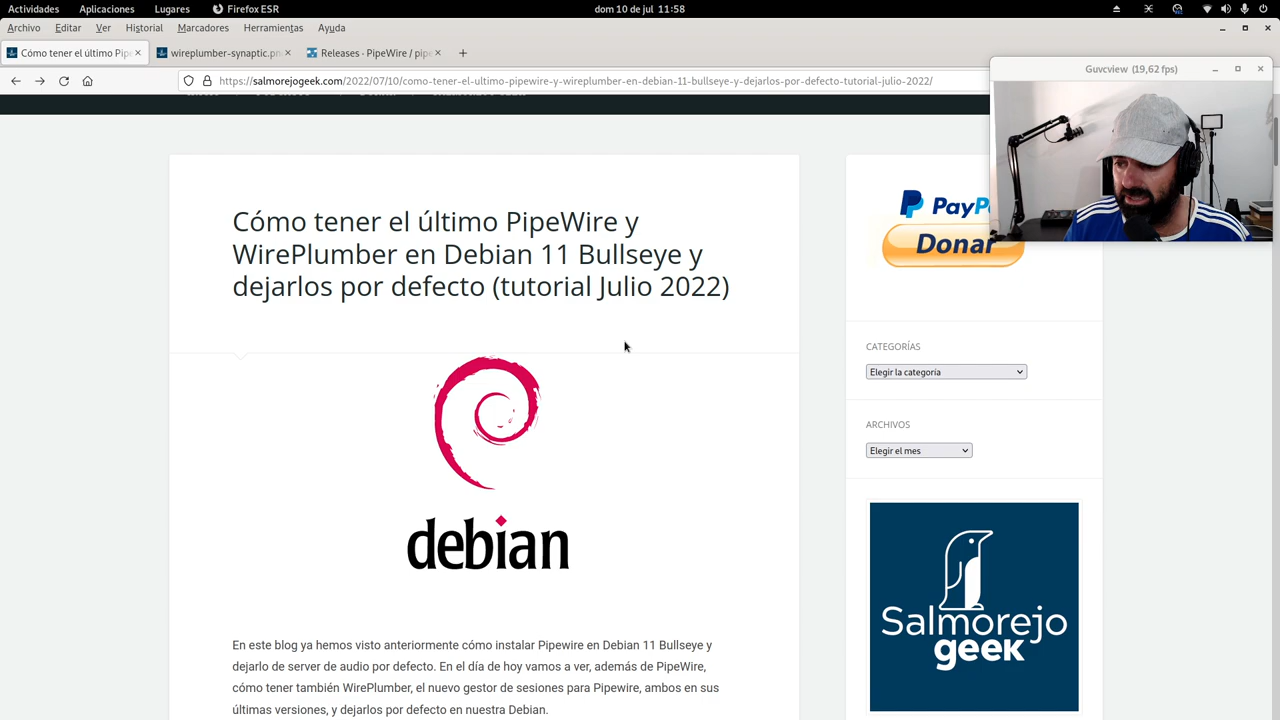 Actividades Aplicaciones Lugares Firefox ESR dom 10 de jul 11:58
Archivo Editar Ver Historial Marcadores Herramientas Ayuda
Cómo tener el último Pip wireplumber-synaptic.pn Releases · PipeWire / pipe
https://salmorejogeek.com/2022/07/10/como-tener-el-ultimo-pipewire-y-wireplumber-en-debian-11-bullseye-y-dejarlos-por-defecto-tutorial-julio-2022/
Guvcview (19,62 fps)
Cómo tener el último PipeWire y
WirePlumber en Debian 11 Bullseye y
dejarlos por defecto (tutorial Julio 2022)
debian
En este blog ya hemos visto anteriormente cómo instalar Pipewire en Debian 11 Bullseye y
dejarlo de server de audio por defecto. En el día de hoy vamos a ver, además de PipeWire,
cómo tener también WirePlumber, el nuevo gestor de sesiones para Pipewire, ambos en sus
últimas versiones, y dejarlos por defecto en nuestra Debian.
PayP
Donar
CATEGORÍAS
Elegir la categoría
ARCHIVOS
Elegir el mes
Salmorejo
geek